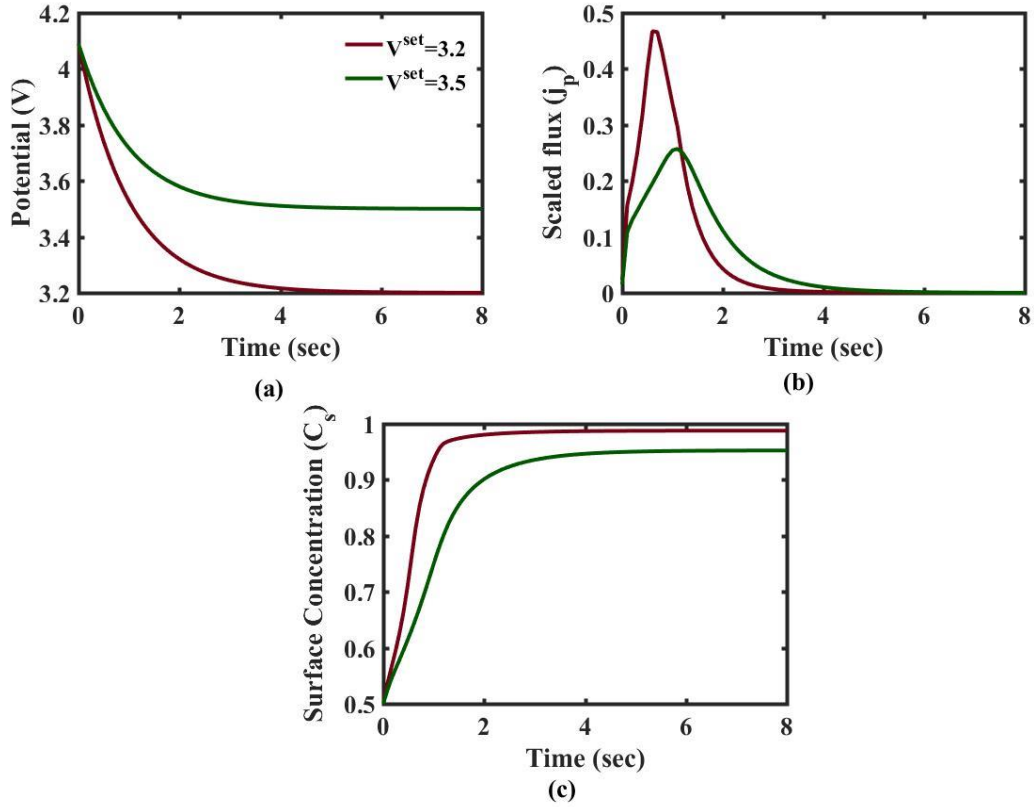 4.2
4
3.8
3.6
3.4
3.2
Potential (V)
V^set=3.2
V^set=3.5
0 2 4 6 8
Time (sec)
(a)
0.5
0.4
0.3
0.2
0.1
0
Scaled flux (j_p)
0 2 4 6 8
Time (sec)
(b)
1
0.9
0.8
0.7
0.6
0.5
Surface Concentration (C_s)
0 2 4 6 8
Time (sec)
(c)